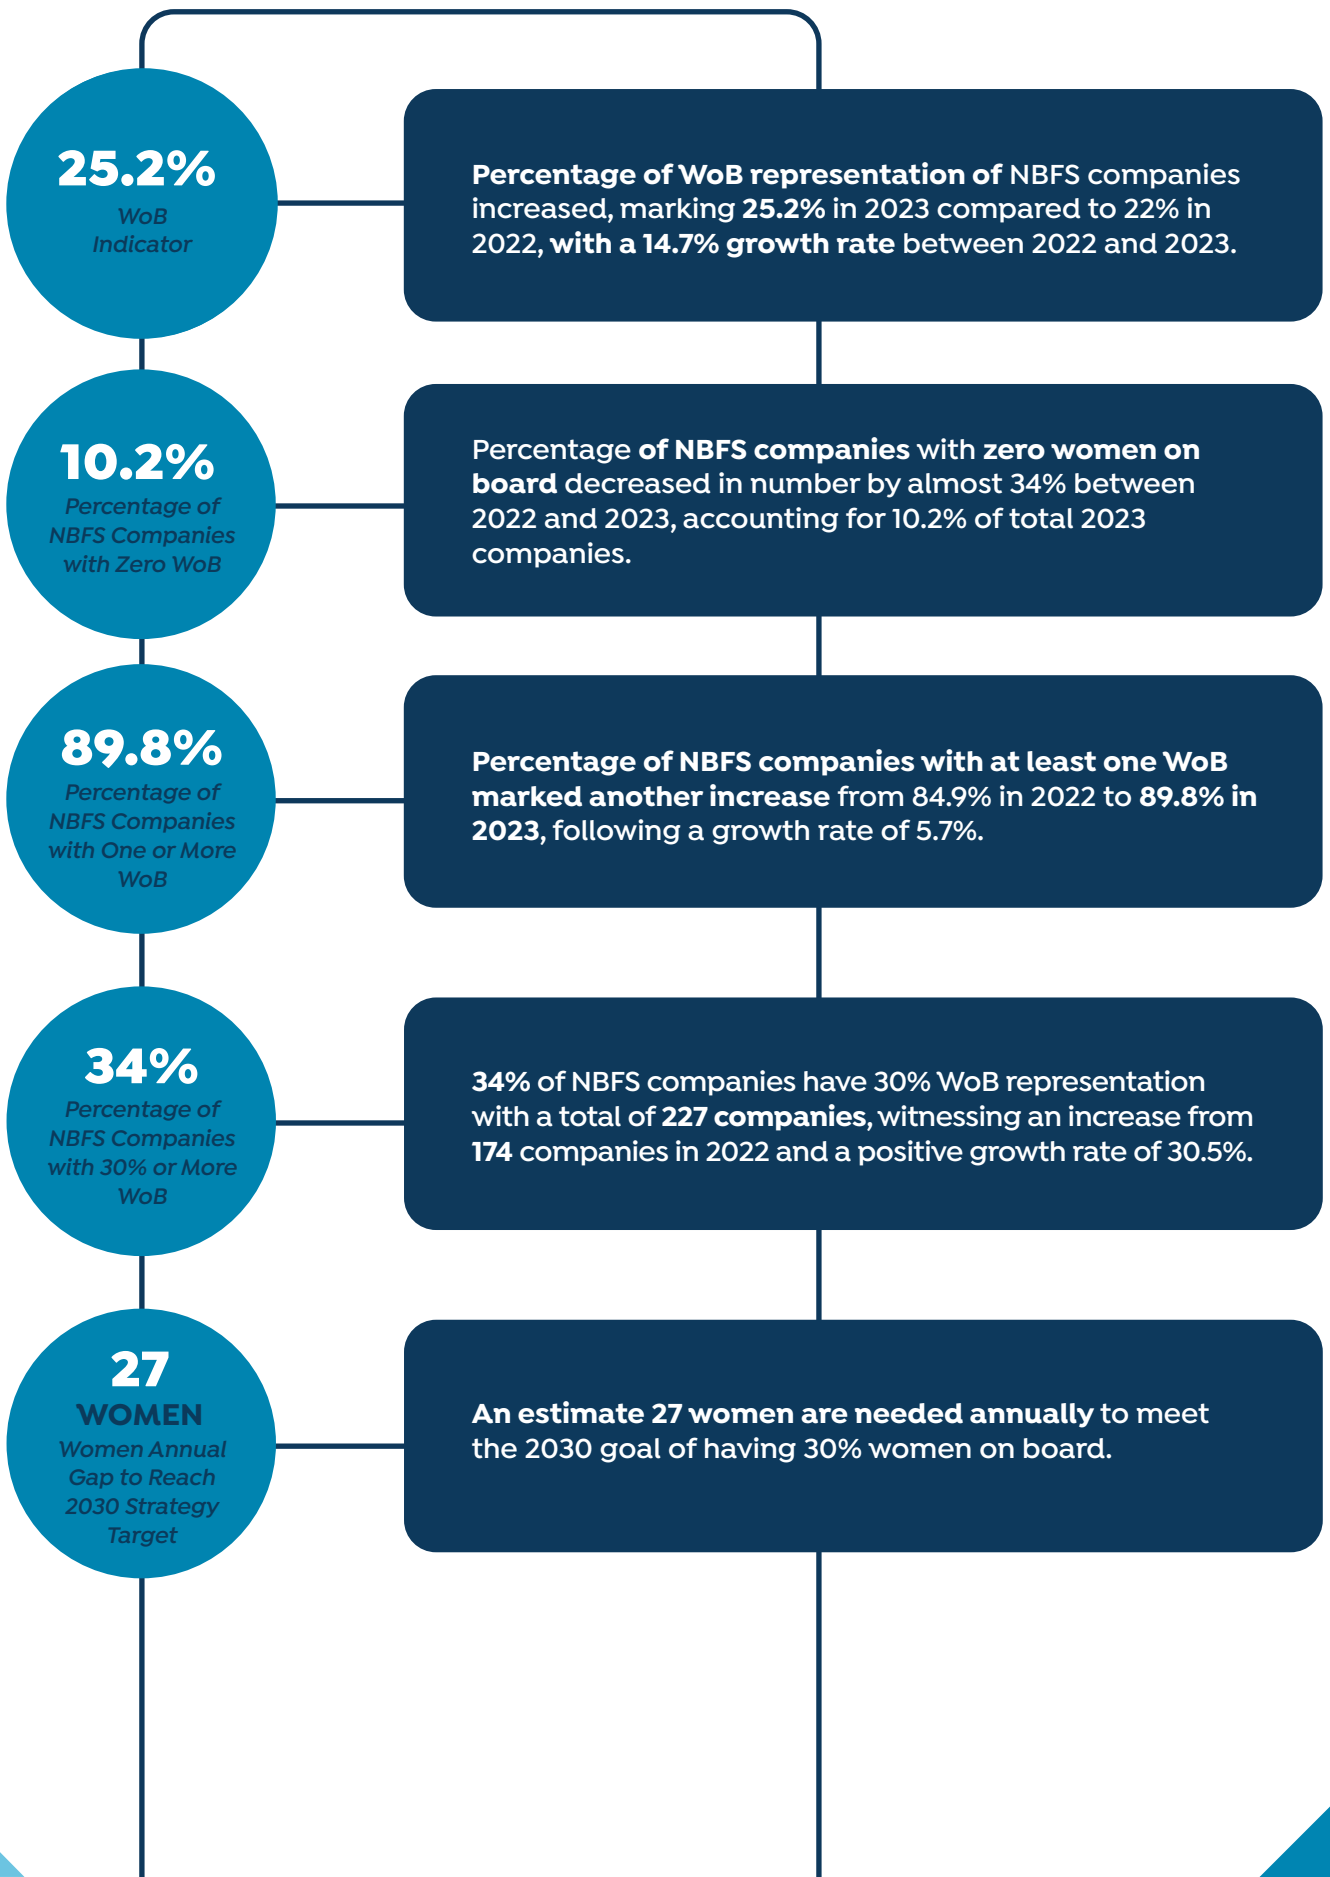 25.2%
WoB
Indicator
Percentage of WoB representation of NBFS companies
increased, marking 25.2% in 2023 compared to 22% in
2022, with a 14.7% growth rate between 2022 and 2023.
10.2%
Percentage of
NBFS Companies
with Zero WoB
Percentage of NBFS companies with zero women on
board decreased in number by almost 34% between
2022 and 2023, accounting for 10.2% of total 2023
companies.
89.8%
Percentage of
NBFS Companies
with One or More
WoB
Percentage of NBFS companies with at least one WoB
marked another increase from 84.9% in 2022 to 89.8% in
2023, following a growth rate of 5.7%.
34%
Percentage of
NBFS Companies
with 30% or More
WoB
34% of NBFS companies have 30% WoB representation
with a total of 227 companies, witnessing an increase from
174 companies in 2022 and a positive growth rate of 30.5%.
27
WOMEN
Women Annual
Gap to Reach
2030 Strategy
Target
An estimate 27 women are needed annually to meet
the 2030 goal of having 30% women on board.